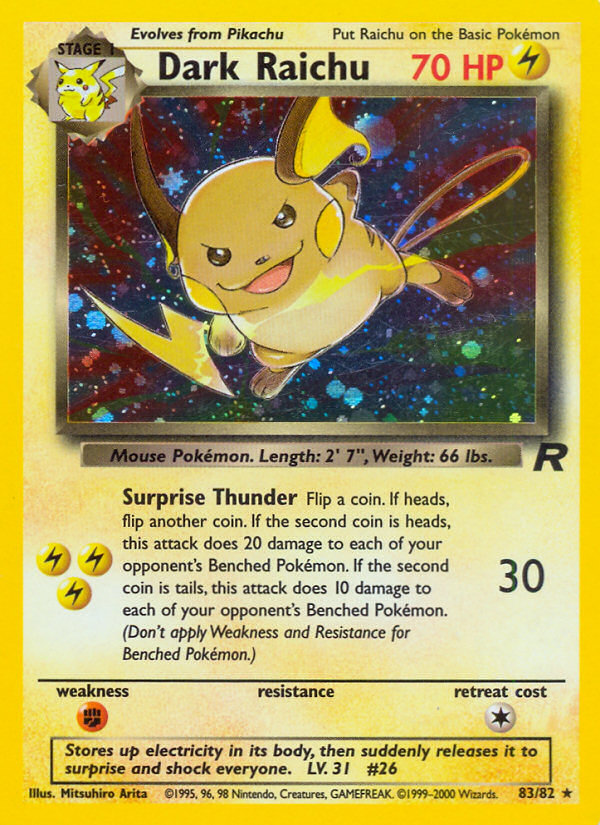 Evolves from Pikachu Put Raichu on the Basic Pokémon
STAGE 1
Dark Raichu 70 HP
Mouse Pokémon. Length: 2' 7", Weight: 66 lbs.
R
Surprise Thunder Flip a coin. If heads,
flip another coin. If the second coin is heads,
this attack does 20 damage to each of your
opponent's Benched Pokémon. If the second
coin is tails, this attack does 10 damage to
each of your opponent's Benched Pokémon.
(Don't apply Weakness and Resistance for
Benched Pokémon.)
30
weakness resistance retreat cost
Stores up electricity in its body, then suddenly releases it to
surprise and shock everyone. LV. 31 #26
Illus. Mitsuhiro Arita ©1995, 96, 98 Nintendo, Creatures, GAMEFREAK. ©1999-2000 Wizards. 83/82 ★